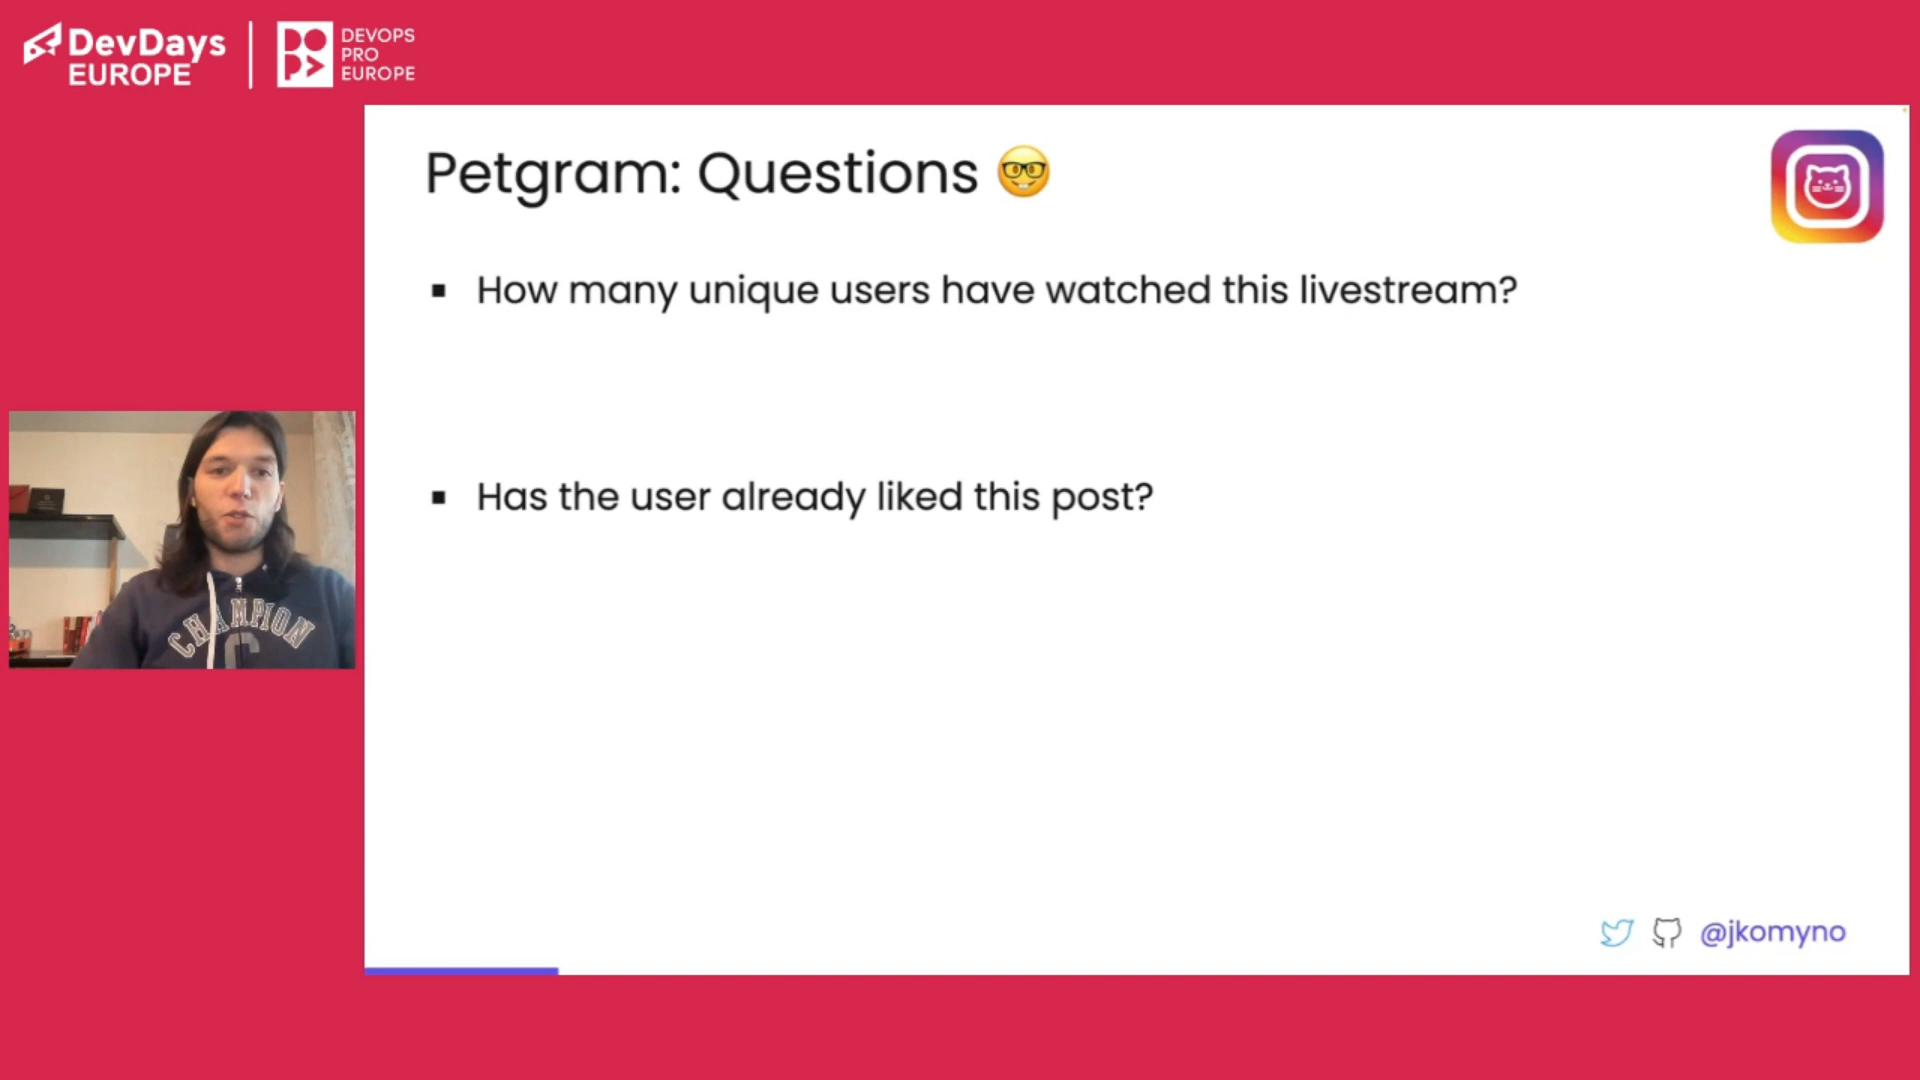 DevDays
EUROPE
DEVOPS
PRO
EUROPE
Petgram: Questions 🤓
▪ How many unique users have watched this livestream?
▪ Has the user already liked this post?
CHAMPION
C
@jkomyno